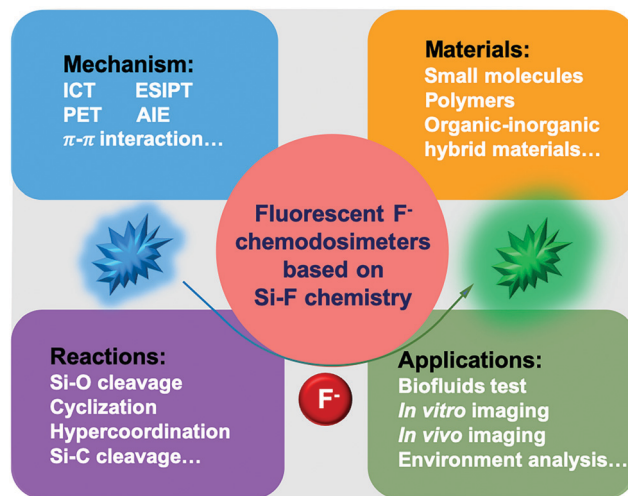 Mechanism:
ICT ESIPT
PET AIE
π-π interaction...
Materials:
Small molecules
Polymers
Organic-inorganic
hybrid materials...
Fluorescent F-
chemodosimeters
based on
Si-F chemistry
Reactions:
Si-O cleavage
Cyclization
Hypercoordination
Si-C cleavage...
F-
Applications:
Biofluids test
In vitro imaging
In vivo imaging
Environment analysis...